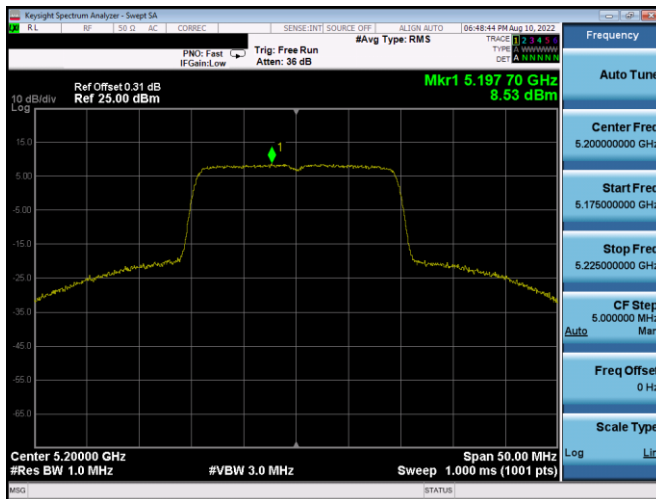 Keysight Spectrum Analyzer - Swept SA
RL RF 50 Ω AC CORREC SENSE:INT SOURCE OFF ALIGN AUTO 06:48:44 PM Aug 10, 2022
PNO: Fast
IFGain:Low
Trig: Free Run
Atten: 36 dB
#Avg Type: RMS
TRACE 1 2 3 4 5 6
TYPE A WWWWW
DET A N N N N N
Mkr1 5.197 70 GHz
8.53 dBm
Ref Offset 0.31 dB
Ref 25.00 dBm
10 dB/div
Log
1
15.0
5.00
-5.00
-15.0
-25.0
-35.0
-45.0
-55.0
-65.0
Center 5.20000 GHz
#Res BW 1.0 MHz
#VBW 3.0 MHz
Span 50.00 MHz
Sweep 1.000 ms (1001 pts)
MSG
STATUS
Frequency
Auto Tune
Center Freq
5.200000000 GHz
Start Freq
5.175000000 GHz
Stop Freq
5.225000000 GHz
CF Step
5.000000 MHz
Auto Man
Freq Offset
0 Hz
Scale Type
Log Lin